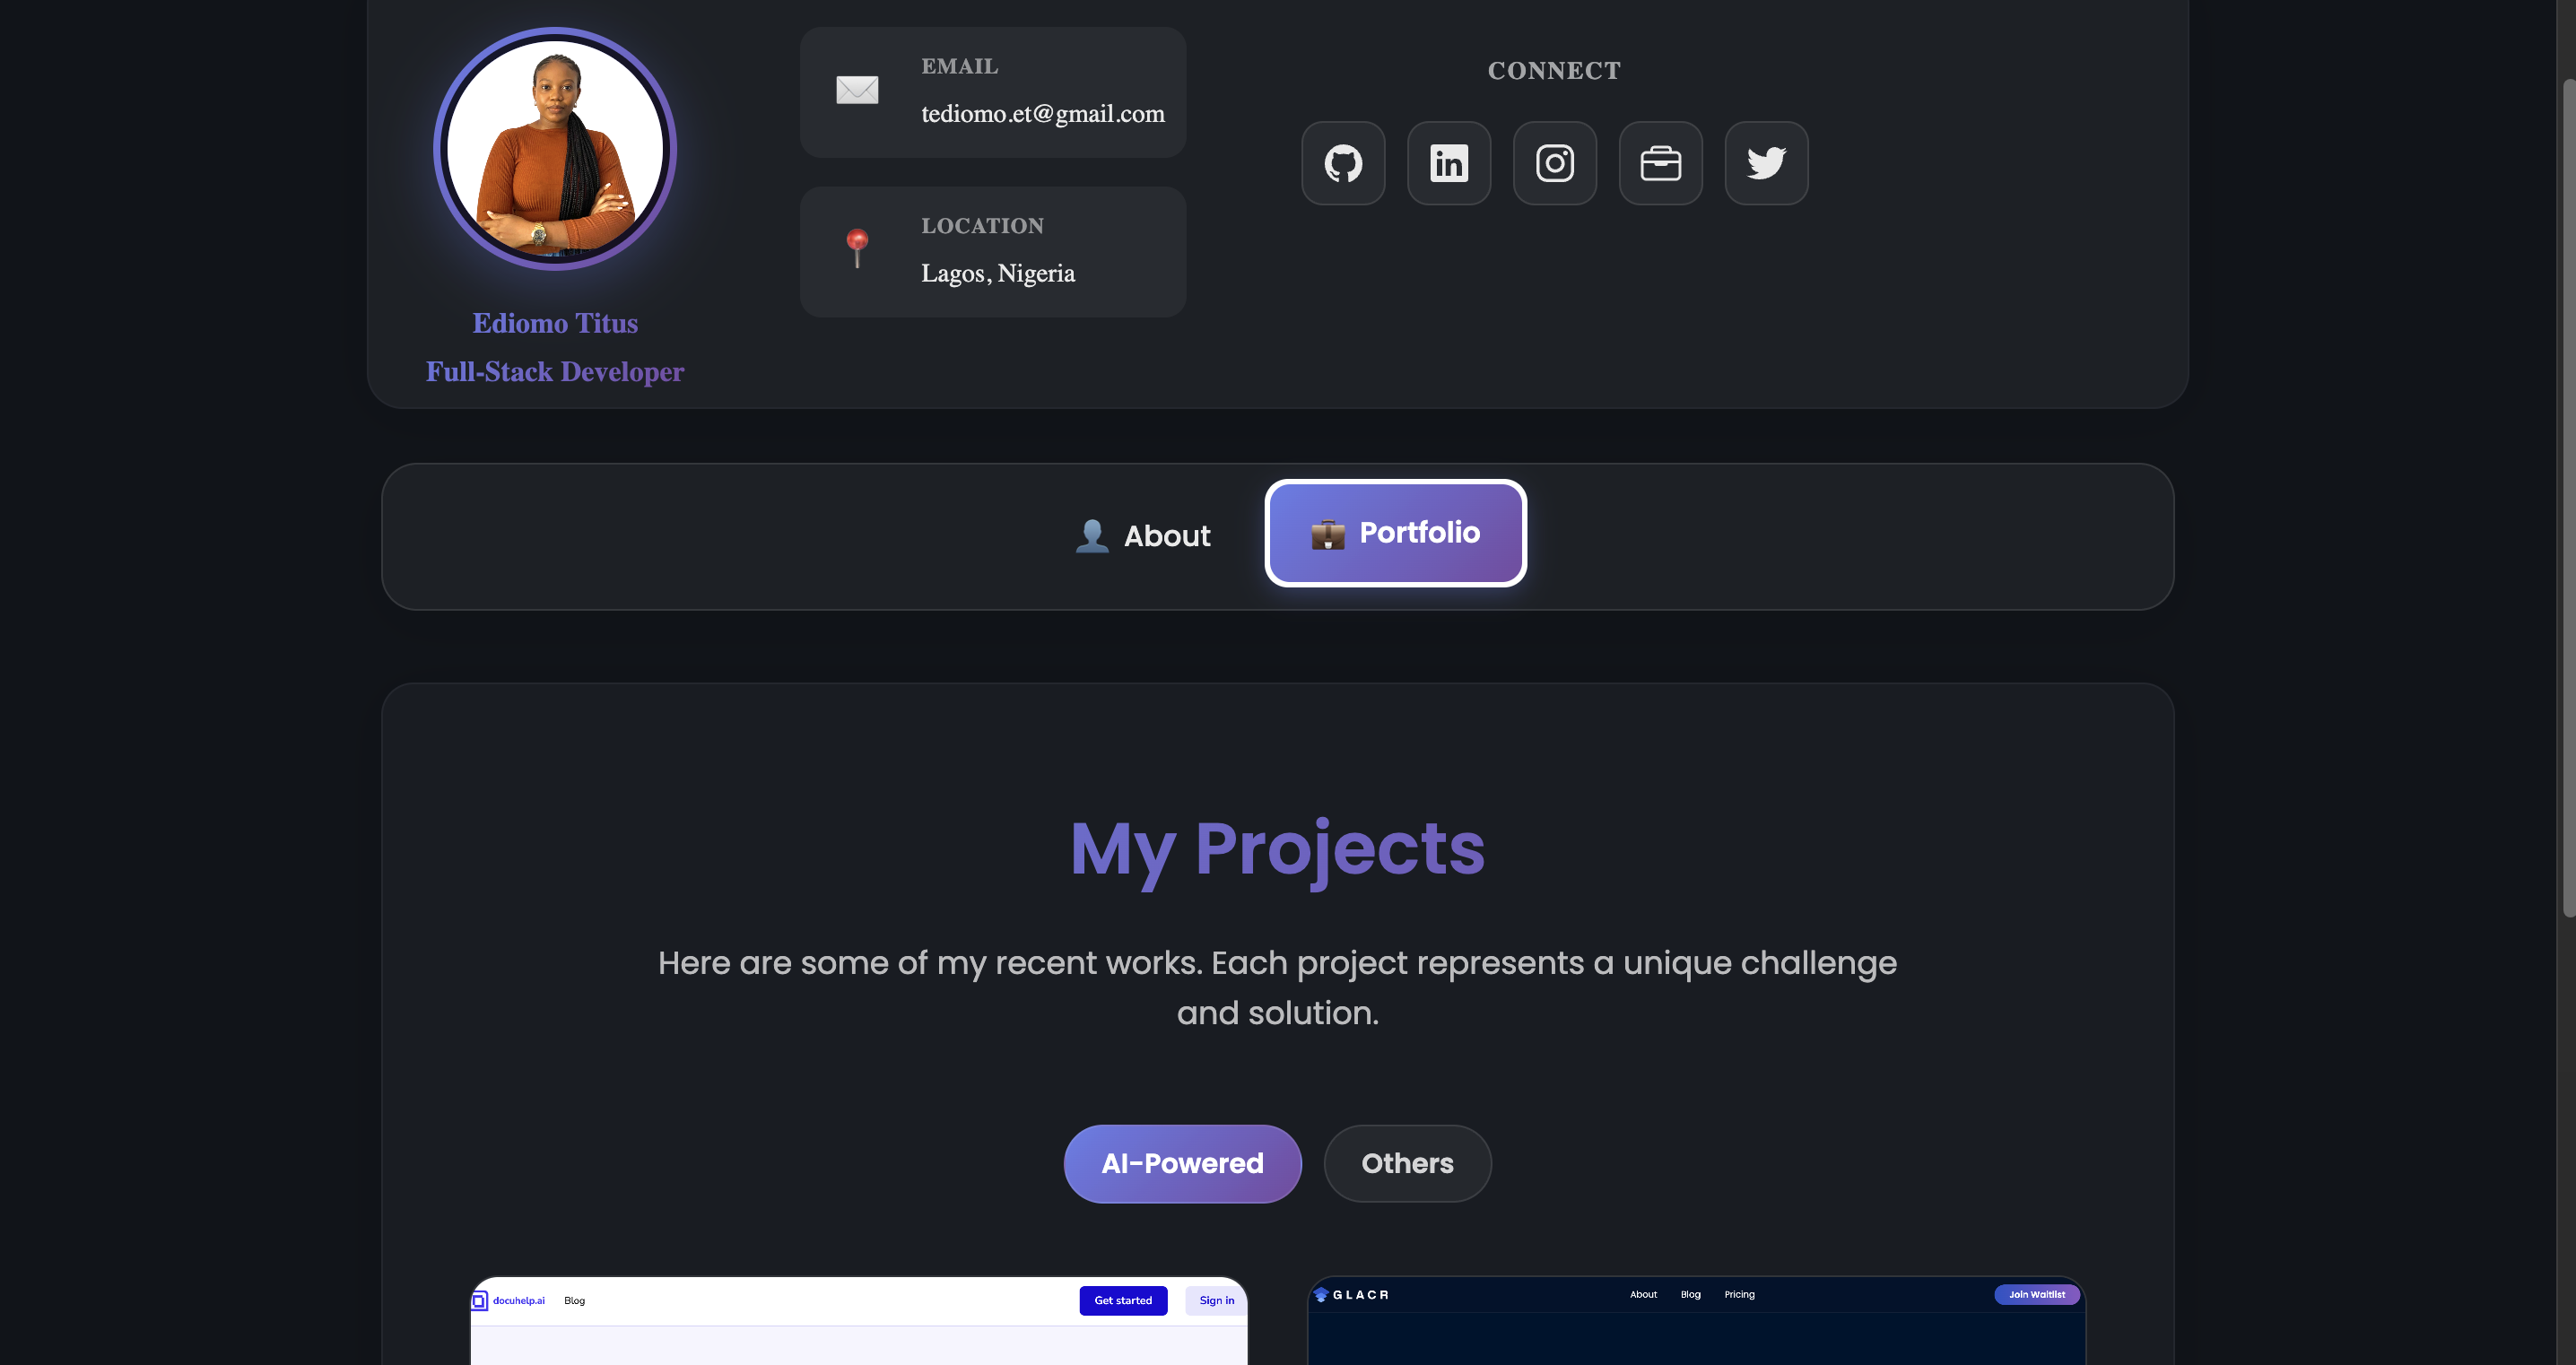 EMAIL
tediomo.et@gmail.com
CONNECT
LOCATION
Lagos, Nigeria
Ediomo Titus
Full-Stack Developer
About
Portfolio
My Projects
Here are some of my recent works. Each project represents a unique challenge
and solution.
AI-Powered
Others
docuhelp.ai Blog Get started Sign in
GLACR About Blog Pricing Join Waitlist